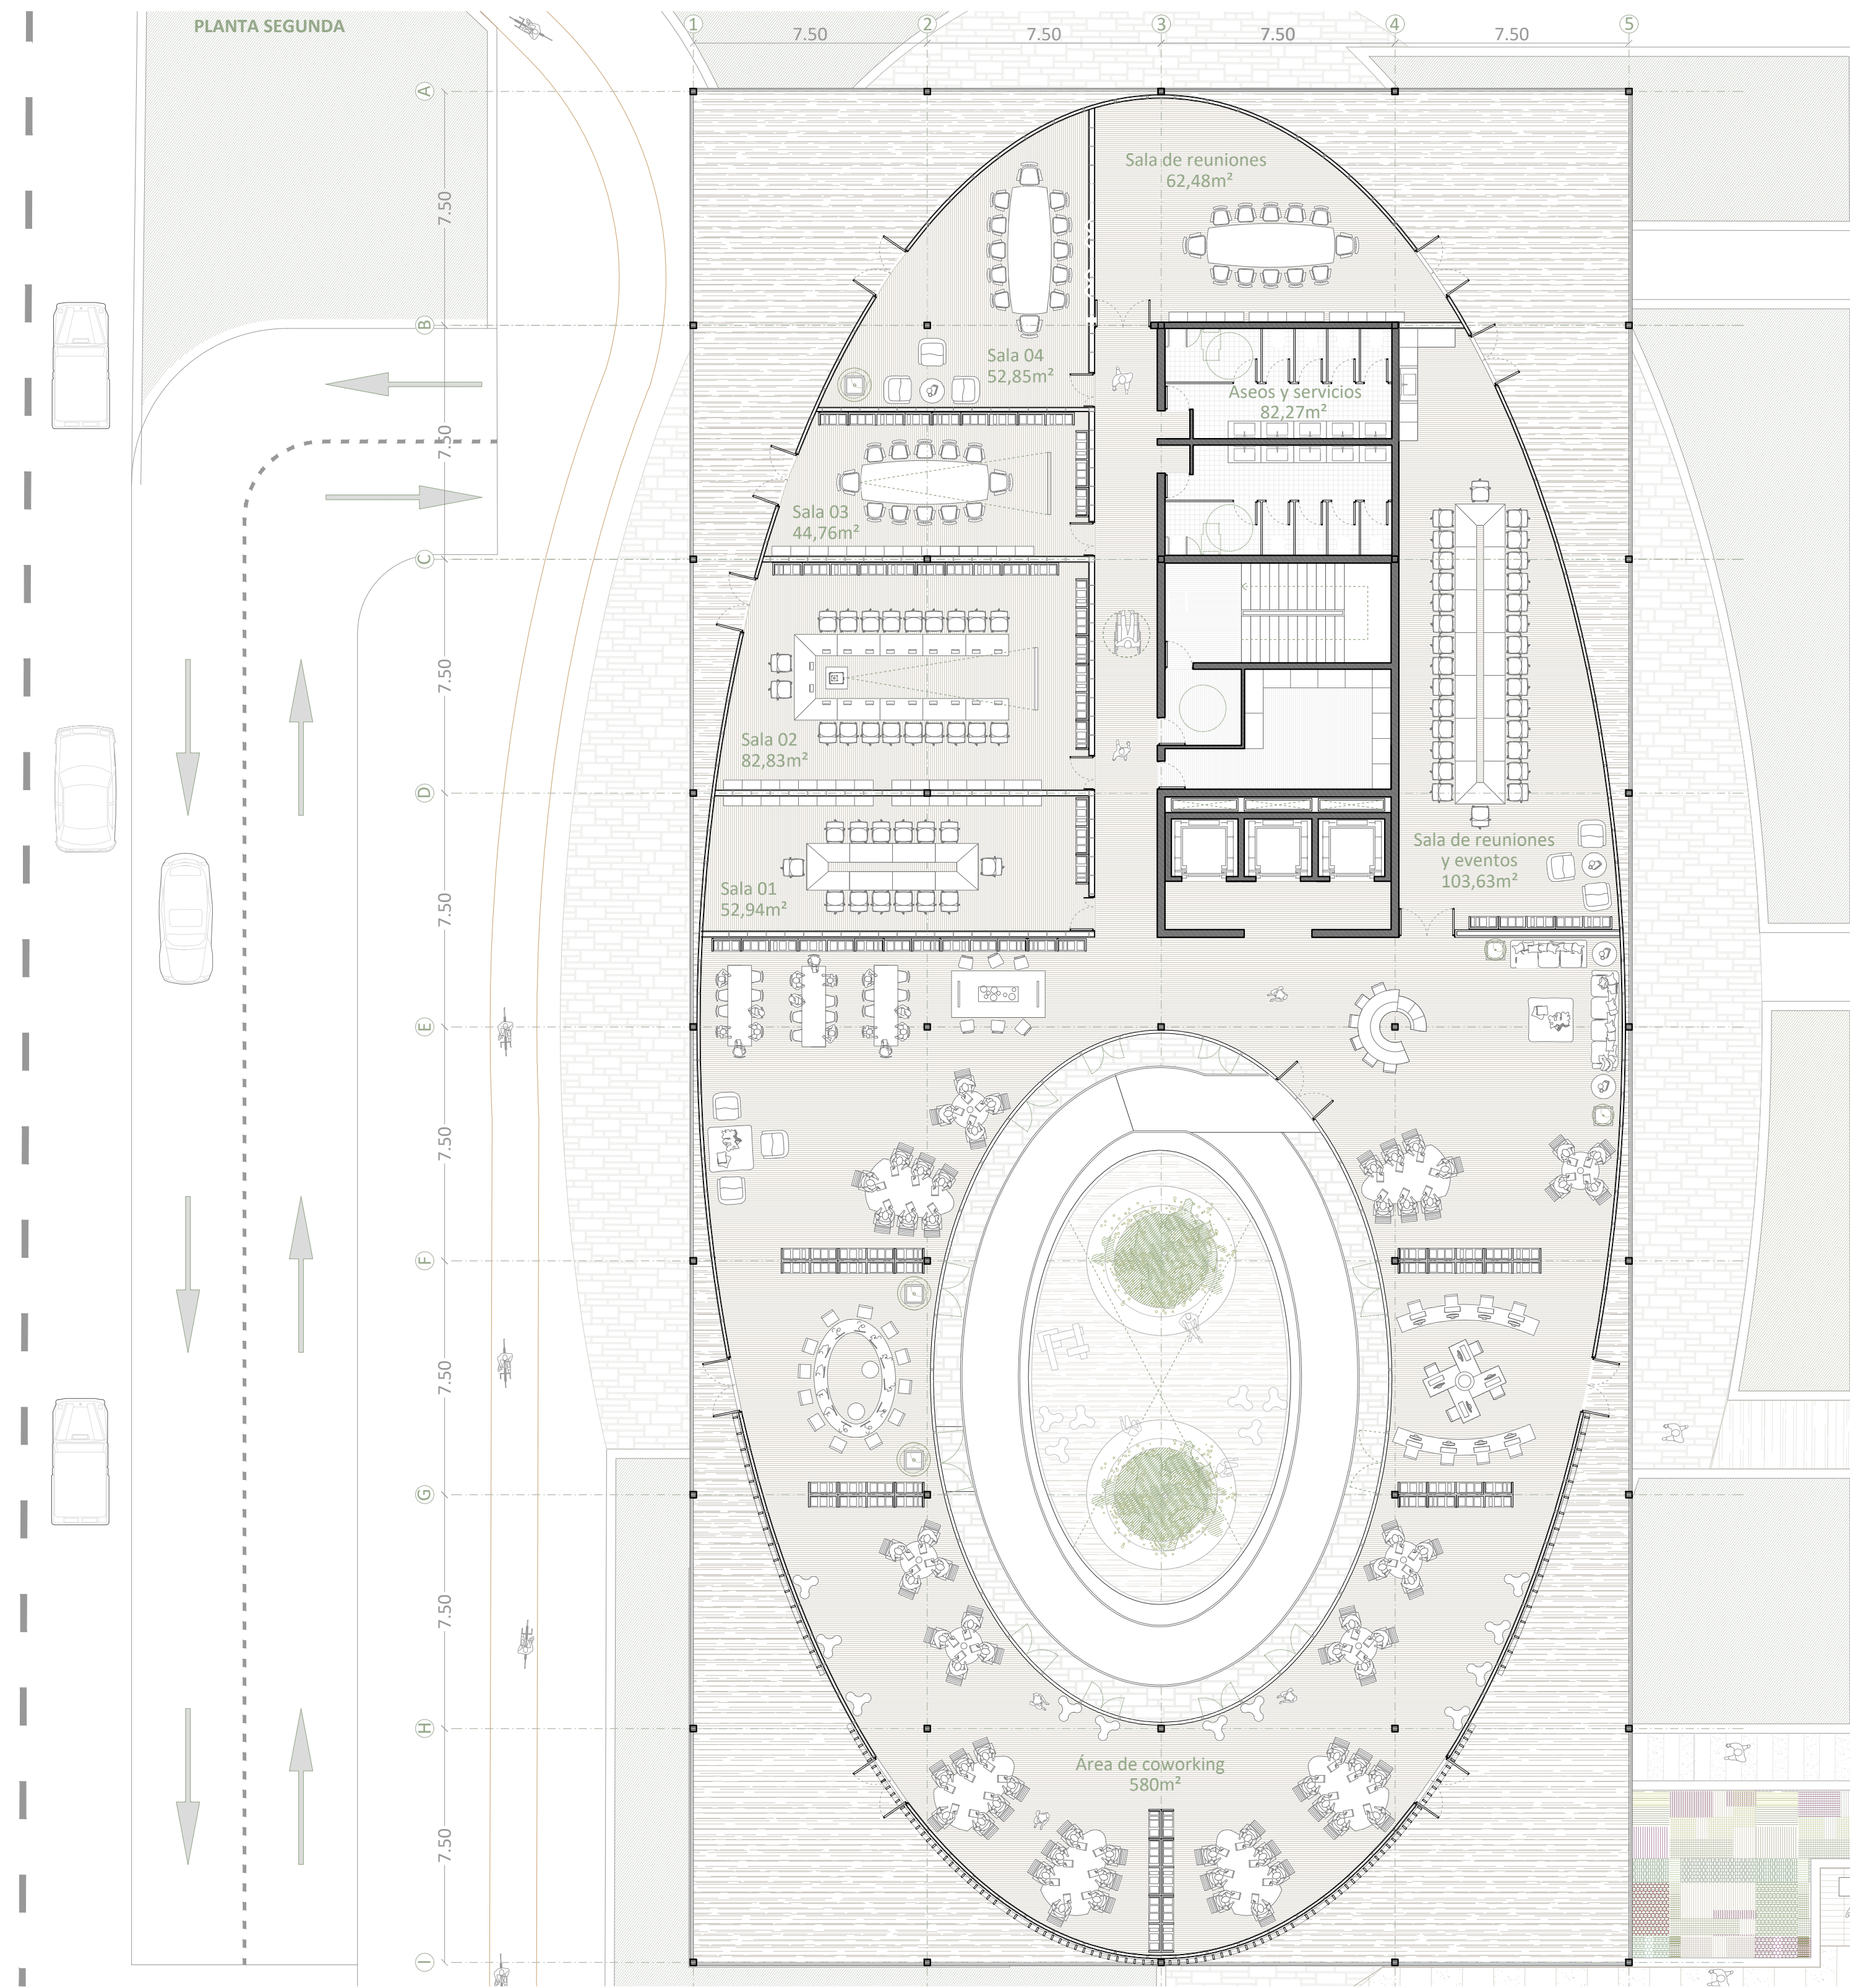 PLANTA SEGUNDA
1
2
3
4
5
7.50
7.50
7.50
7.50
A
7.50
B
7.50
C
7.50
D
7.50
E
7.50
F
7.50
G
7.50
H
7.50
I
Sala de reuniones
62,48m²
Sala 04
52,85m²
Aseos y servicios
82,27m²
Sala 03
44,76m²
Sala 02
82,83m²
Sala de reuniones
y eventos
103,63m²
Sala 01
52,94m²
Área de coworking
580m²